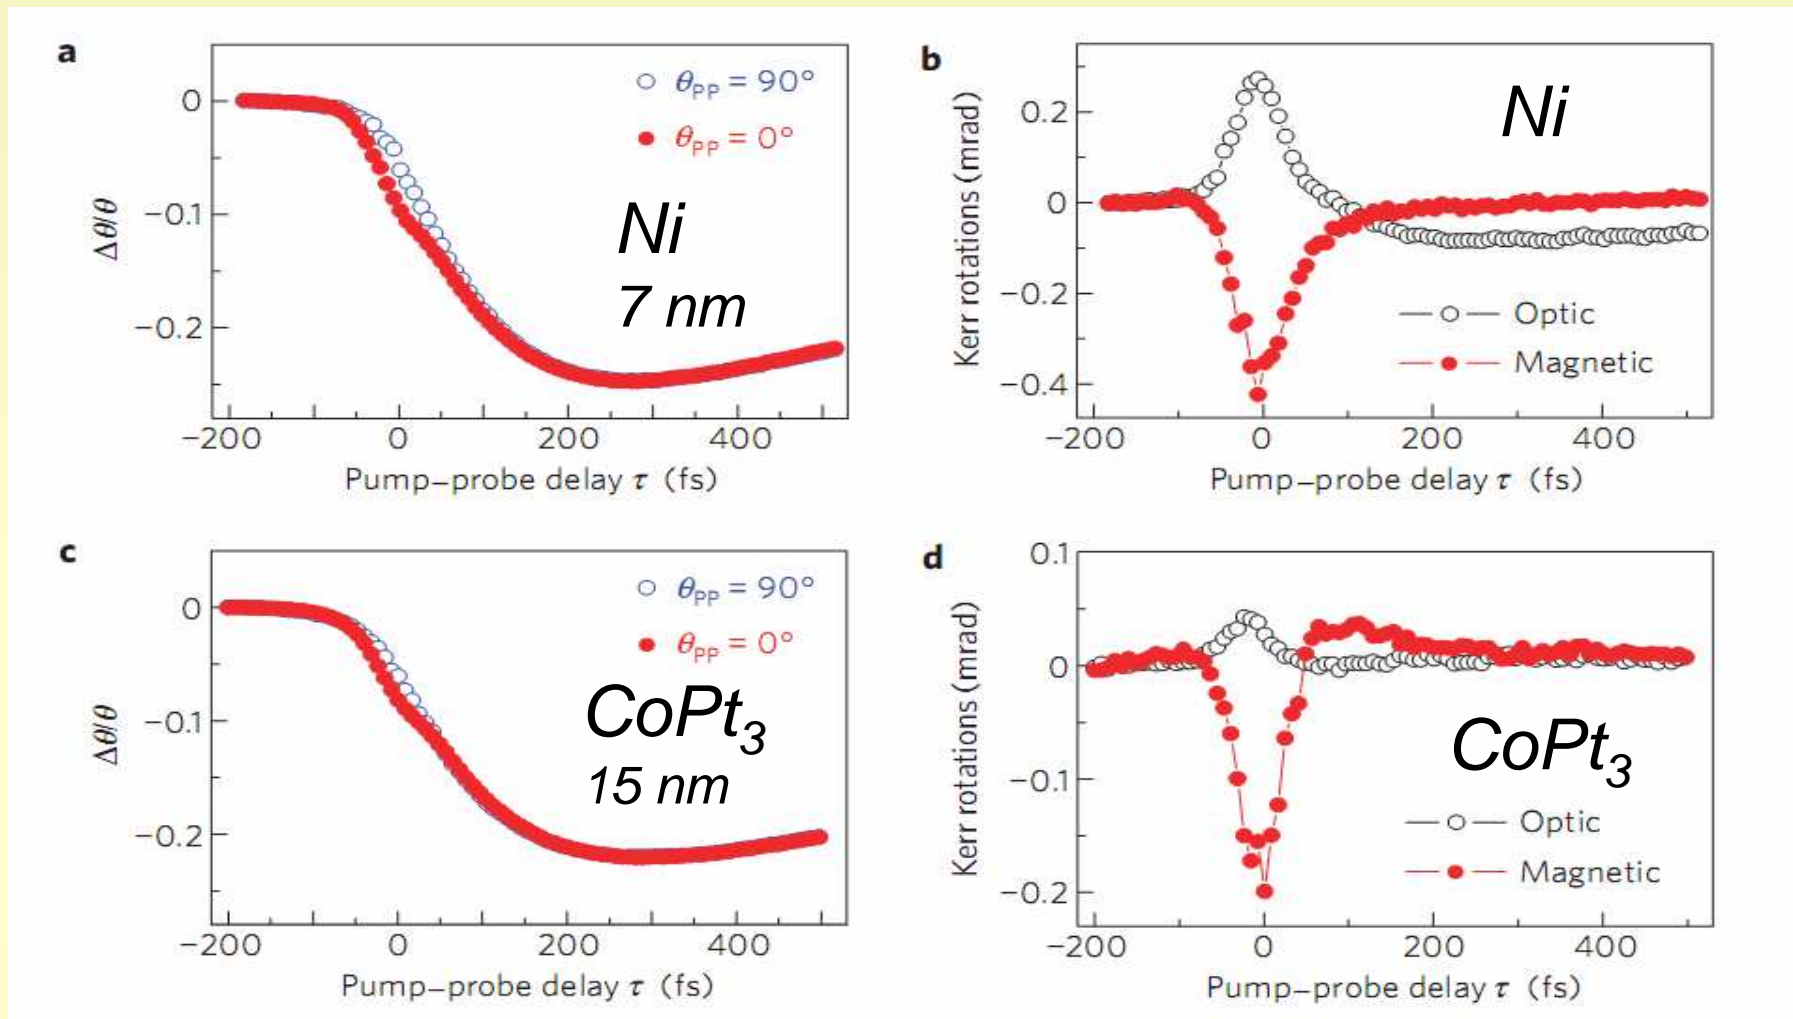 a
θPP = 90°
θPP = 0°
Ni
7 nm
0
−0.1
−0.2
Δθ/θ
−200 0 200 400
Pump–probe delay τ (fs)
b
Ni
0.2
0
−0.2
−0.4
Kerr rotations (mrad)
Optic
Magnetic
−200 0 200 400
Pump–probe delay τ (fs)
c
θPP = 90°
θPP = 0°
CoPt3
15 nm
0
−0.1
−0.2
Δθ/θ
−200 0 200 400
Pump–probe delay τ (fs)
d
0.1
0
−0.1
−0.2
Kerr rotations (mrad)
CoPt3
Optic
Magnetic
−200 0 200 400
Pump–probe delay τ (fs)